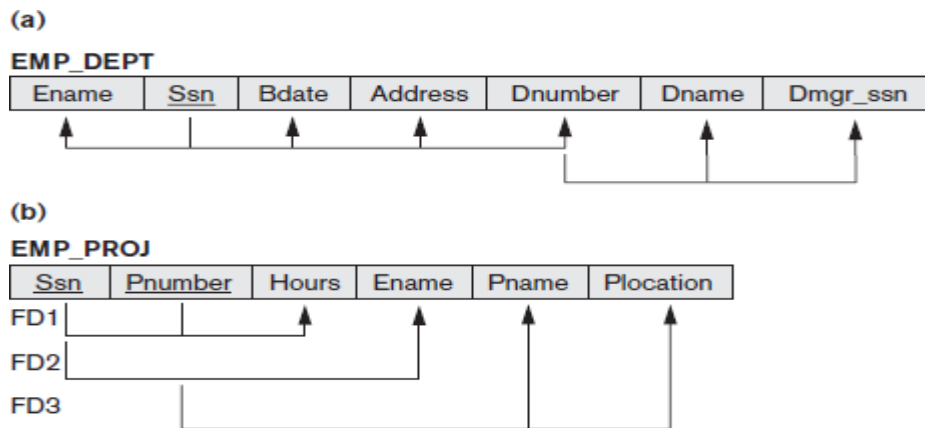 (a)
EMP_DEPT
Ename Ssn Bdate Address Dnumber Dname Dmgr_ssn
(b)
EMP_PROJ
Ssn Pnumber Hours Ename Pname Plocation
FD1
FD2
FD3